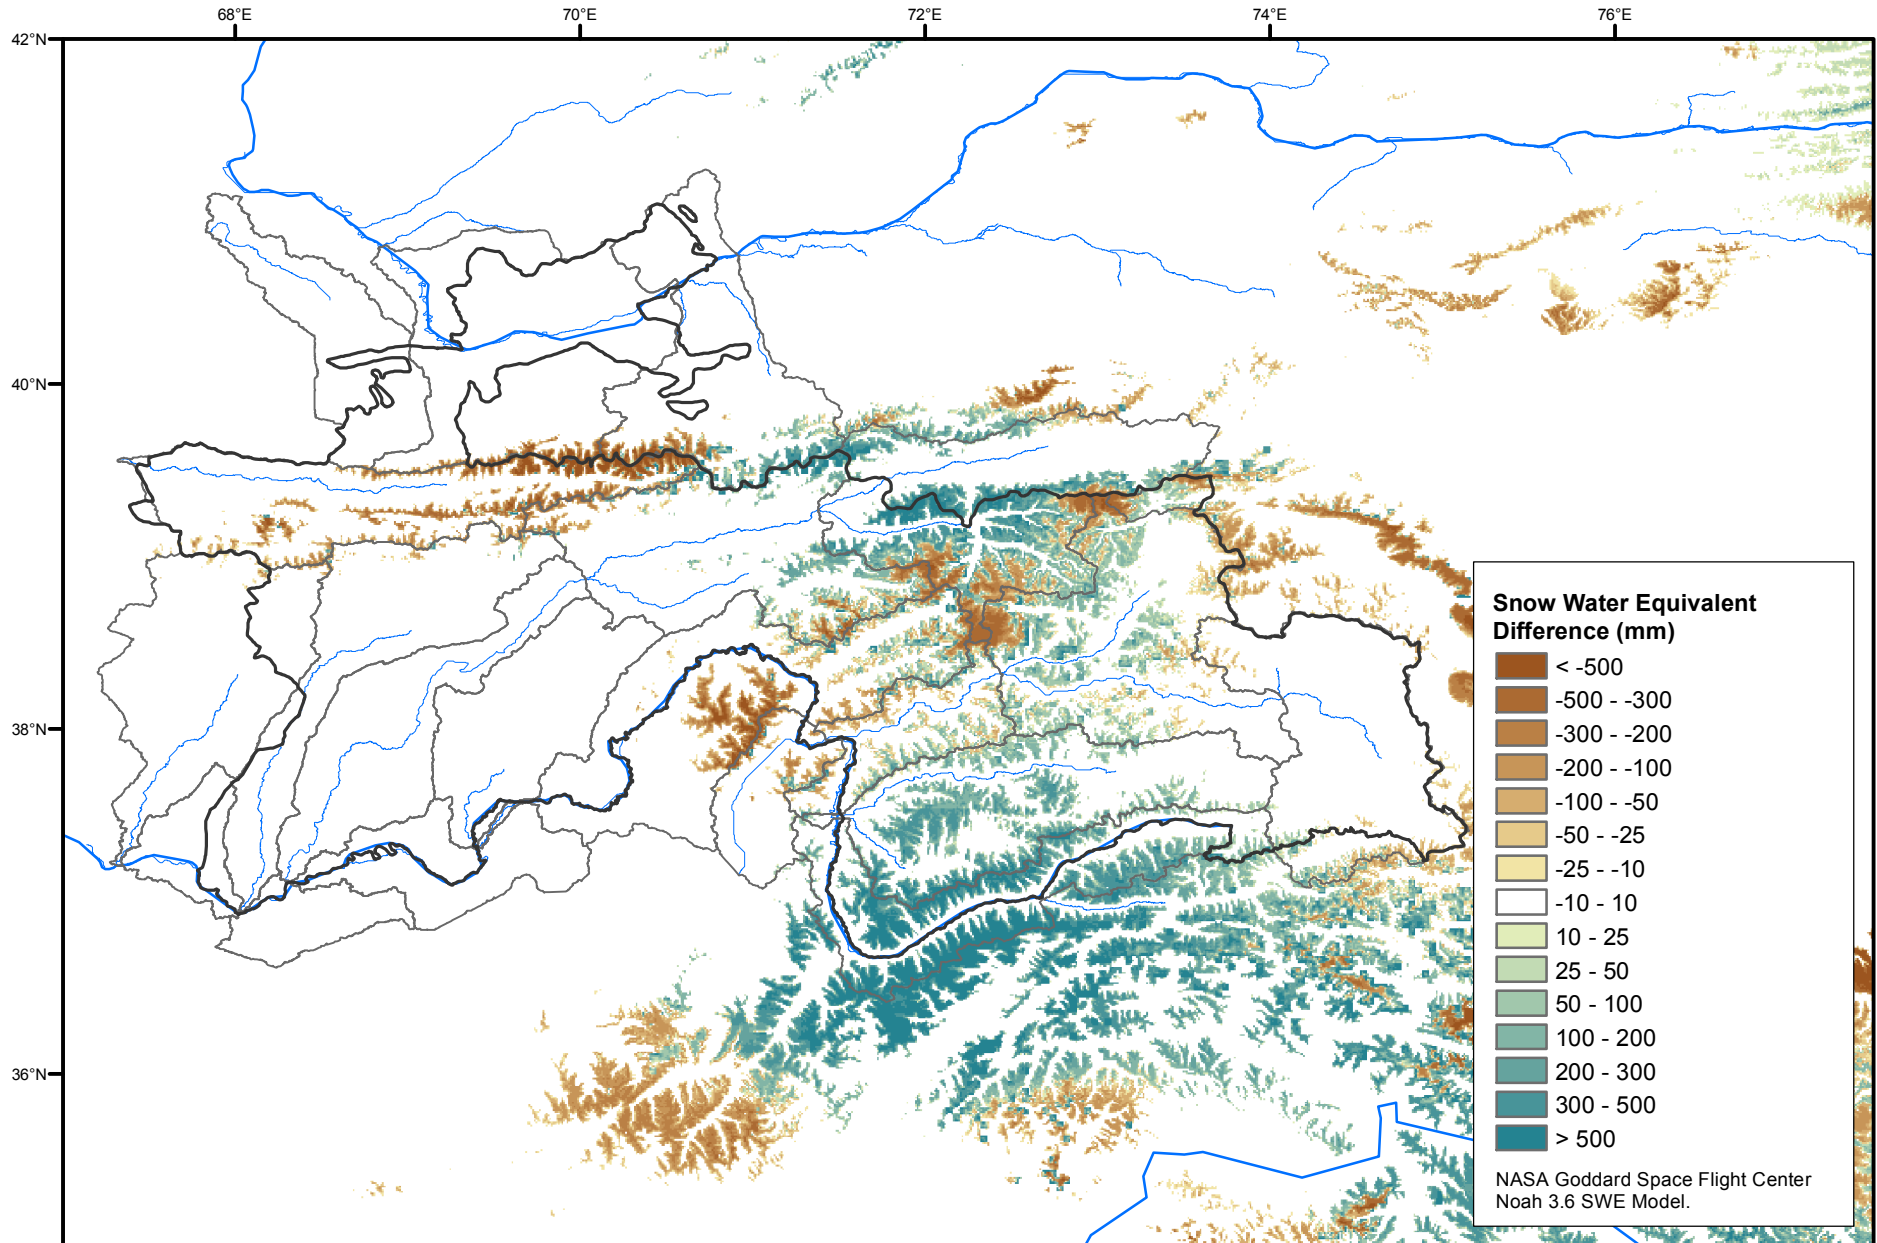 68°E
70°E
72°E
74°E
76°E
42°N
40°N
38°N
36°N
Snow Water Equivalent
Difference (mm)
< -500
-500 - -300
-300 - -200
-200 - -100
-100 - -50
-50 - -25
-25 - -10
-10 - 10
10 - 25
25 - 50
50 - 100
100 - 200
200 - 300
300 - 500
> 500
NASA Goddard Space Flight Center
Noah 3.6 SWE Model.